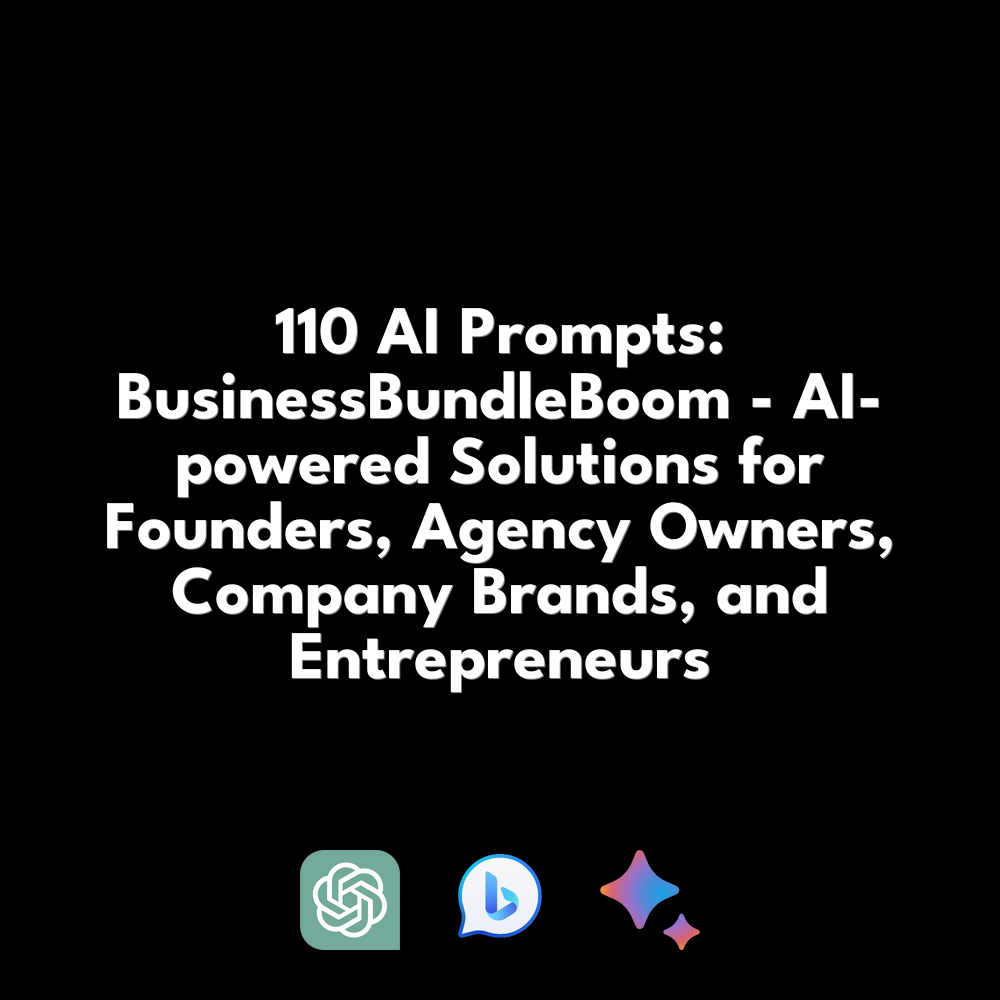 110 AI Prompts:
BusinessBundleBoom - AI-
powered Solutions for
Founders, Agency Owners,
Company Brands, and
Entrepreneurs